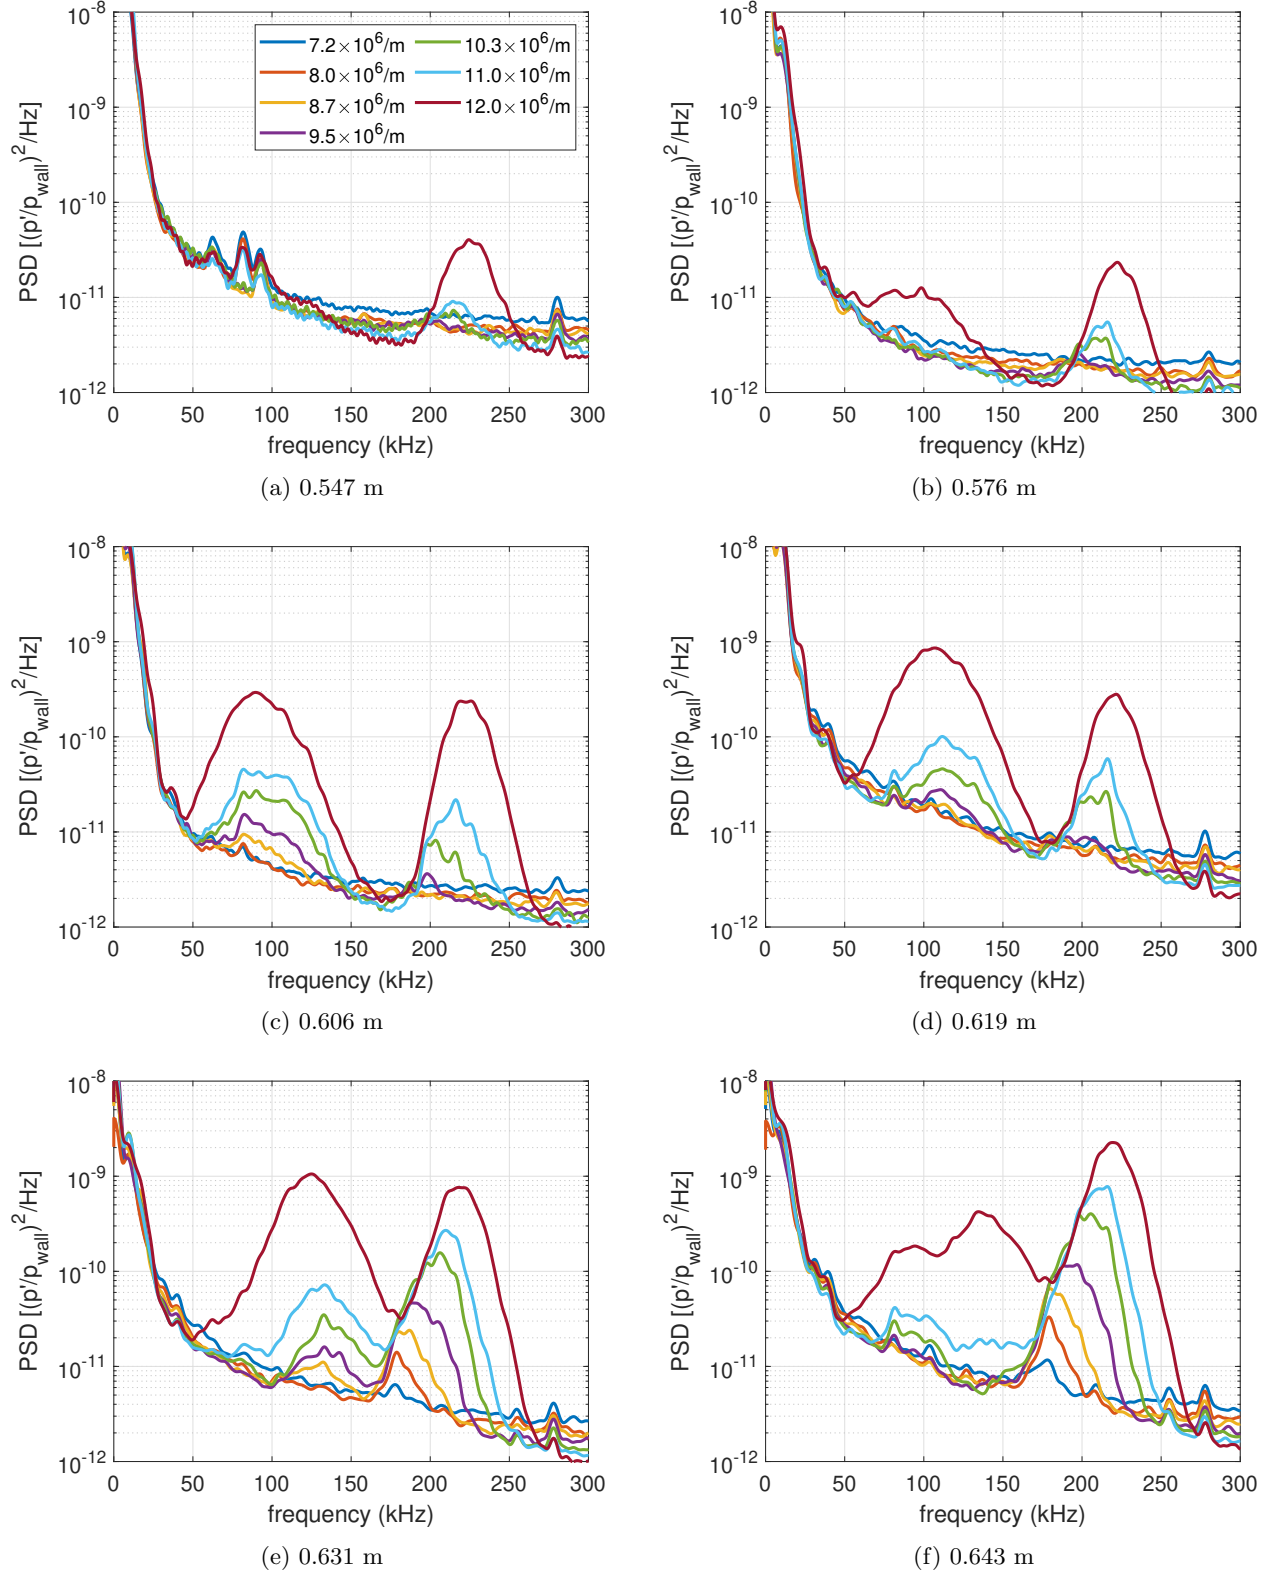 PSD [(p'/p_wall)^2/Hz]
10^-8
10^-9
10^-10
10^-11
10^-12
7.2×10^6/m
8.0×10^6/m
8.7×10^6/m
9.5×10^6/m
10.3×10^6/m
11.0×10^6/m
12.0×10^6/m
0 50 100 150 200 250 300
frequency (kHz)
(a) 0.547 m
PSD [(p'/p_wall)^2/Hz]
10^-8
10^-9
10^-10
10^-11
10^-12
0 50 100 150 200 250 300
frequency (kHz)
(b) 0.576 m
PSD [(p'/p_wall)^2/Hz]
10^-8
10^-9
10^-10
10^-11
10^-12
0 50 100 150 200 250 300
frequency (kHz)
(c) 0.606 m
PSD [(p'/p_wall)^2/Hz]
10^-8
10^-9
10^-10
10^-11
10^-12
0 50 100 150 200 250 300
frequency (kHz)
(d) 0.619 m
PSD [(p'/p_wall)^2/Hz]
10^-8
10^-9
10^-10
10^-11
10^-12
0 50 100 150 200 250 300
frequency (kHz)
(e) 0.631 m
PSD [(p'/p_wall)^2/Hz]
10^-8
10^-9
10^-10
10^-11
10^-12
0 50 100 150 200 250 300
frequency (kHz)
(f) 0.643 m